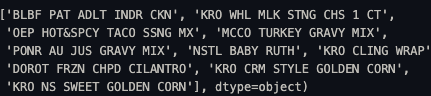 ['BLBF PAT ADLT INDR CKN', 'KRO WHL MLK STNG CHS 1 CT',
'OEP HOT&SPCY TACO SSNG MX', 'MCCO TURKEY GRAVY MIX',
'PONR AU JUS GRAVY MIX', 'NSTL BABY RUTH', 'KRO CLING WRAP'
'DOROT FRZN CHPD CILANTRO', 'KRO CRM STYLE GOLDEN CORN',
'KRO NS SWEET GOLDEN CORN'], dtype=object)